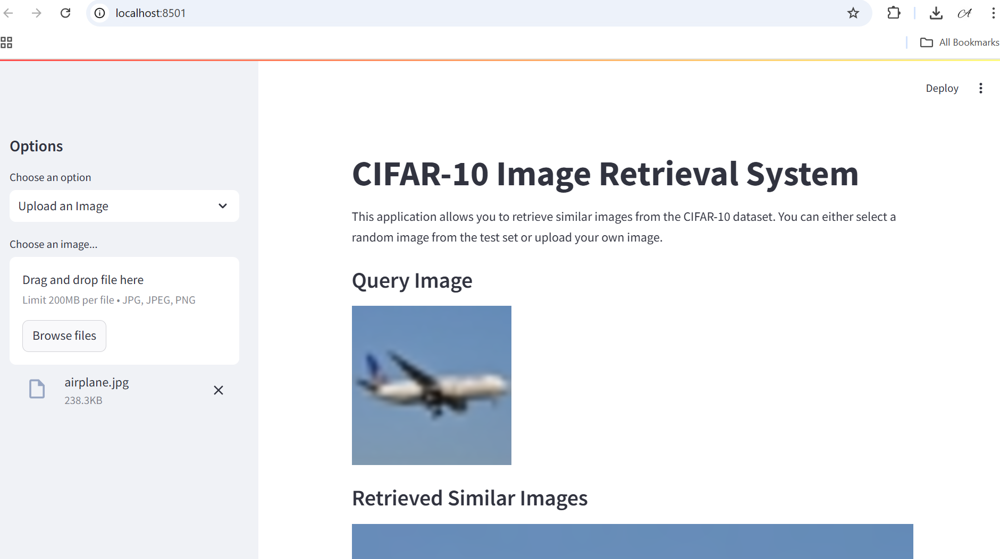 localhost:8501
All Bookmarks
Deploy
Options
Choose an option
Upload an Image
Choose an image...
Drag and drop file here
Limit 200MB per file • JPG, JPEG, PNG
Browse files
airplane.jpg
238.3KB
CIFAR-10 Image Retrieval System
This application allows you to retrieve similar images from the CIFAR-10 dataset. You can either select a
random image from the test set or upload your own image.
Query Image
Retrieved Similar Images